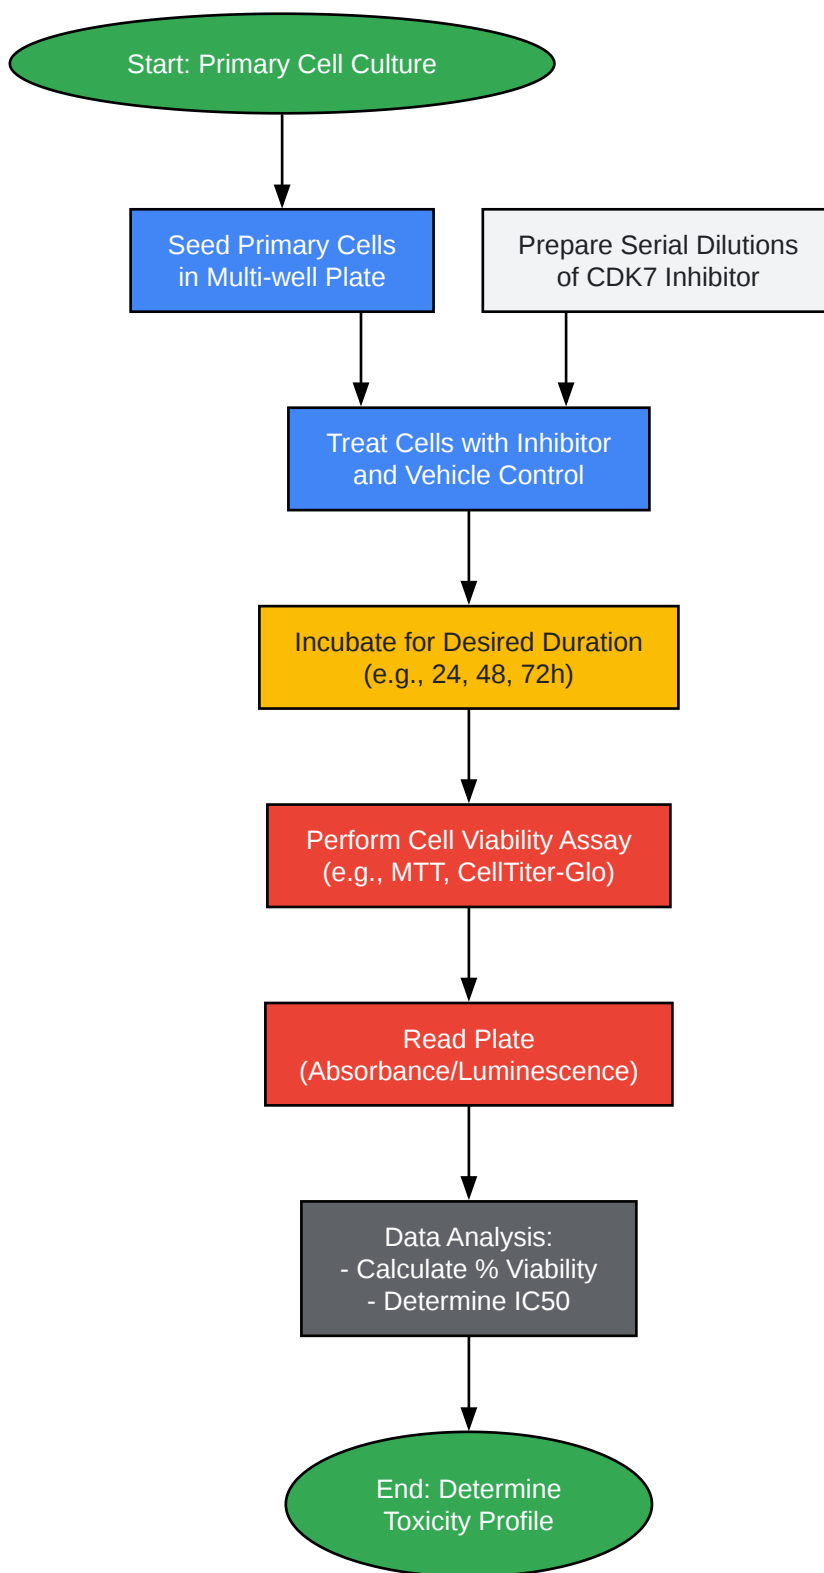 Start: Primary Cell Culture
Seed Primary Cells
in Multi-well Plate
Prepare Serial Dilutions
of CDK7 Inhibitor
Treat Cells with Inhibitor
and Vehicle Control
Incubate for Desired Duration
(e.g., 24, 48, 72h)
Perform Cell Viability Assay
(e.g., MTT, CellTiter-Glo)
Read Plate
(Absorbance/Luminescence)
Data Analysis:
- Calculate % Viability
- Determine IC50
End: Determine
Toxicity Profile